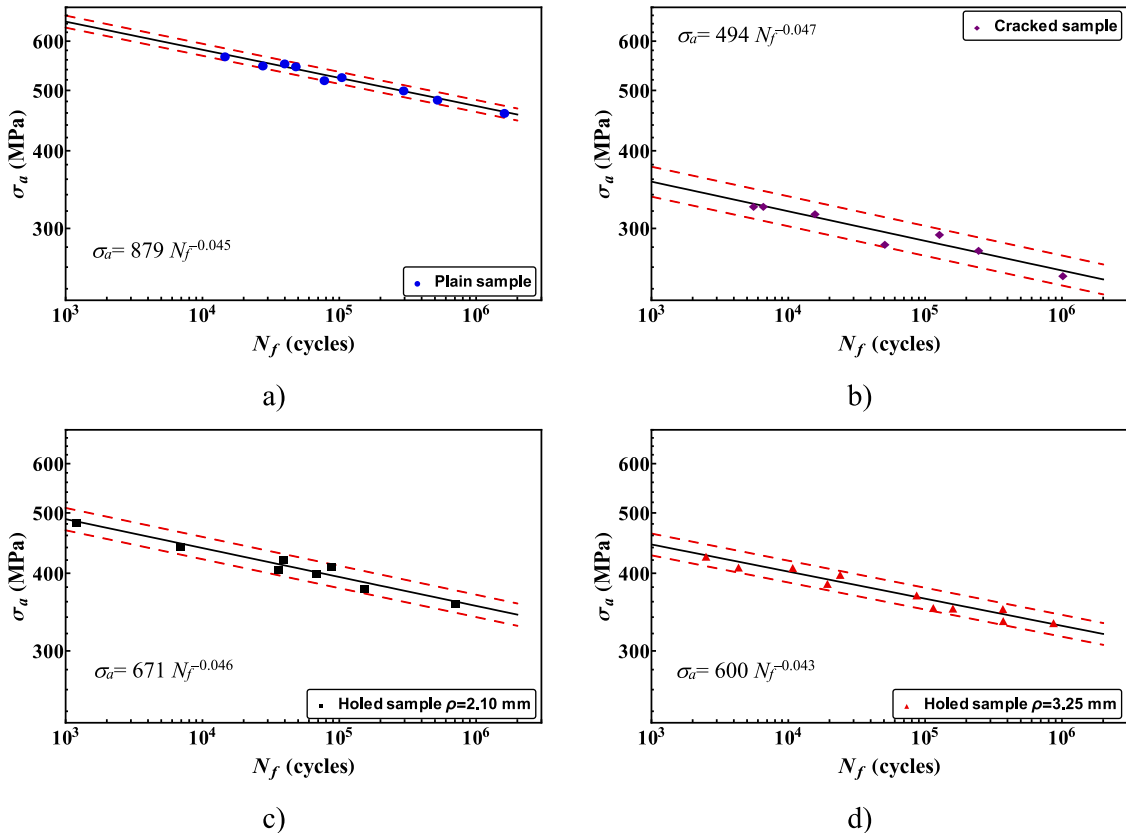 600
500
400
300
σa (MPa)
σa= 879 Nf−0.045
Plain sample
10³ 10⁴ 10⁵ 10⁶
Nf (cycles)
a)
600
500
400
300
σa (MPa)
σa= 494 Nf−0.047
Cracked sample
10³ 10⁴ 10⁵ 10⁶
Nf (cycles)
b)
600
500
400
300
σa (MPa)
σa= 671 Nf−0.046
Holed sample ρ=2.10 mm
10³ 10⁴ 10⁵ 10⁶
Nf (cycles)
c)
600
500
400
300
σa (MPa)
σa= 600 Nf−0.043
Holed sample ρ=3.25 mm
10³ 10⁴ 10⁵ 10⁶
Nf (cycles)
d)